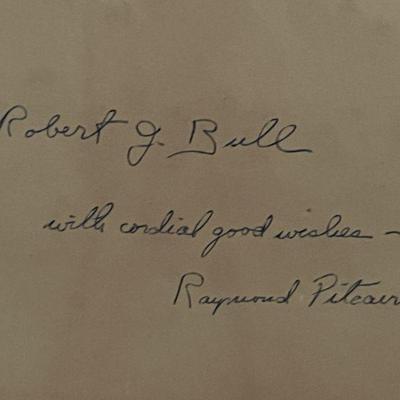 Robert J. Bull
with cordial good wishes —
Raymond Pitcair